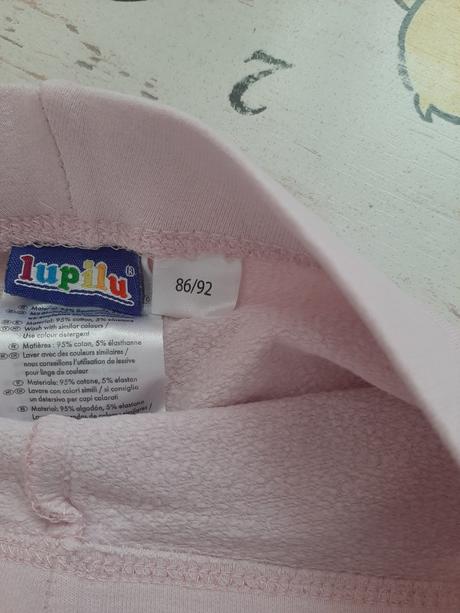 2
lupilu®
86/92
Material: 95% cotton, 5% elastane
Wash with similar colours /
Use colour detergent
Matières : 95% coton, 5% élasthanne
Laver avec des couleurs similaires /
nous conseillons l'utilisation de lessive
pour linge de couleur
Materiale: 95% cotone, 5% elastan
Lavare con colori simili / si consiglia
un detersivo per capi colorati
Material: 95% algodón, 5% elastano